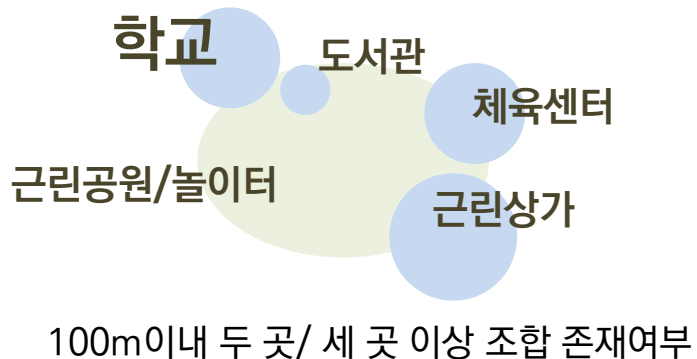 학교
도서관
체육센터
근린공원/놀이터
근린상가
100m이내 두 곳/ 세 곳 이상 조합 존재여부